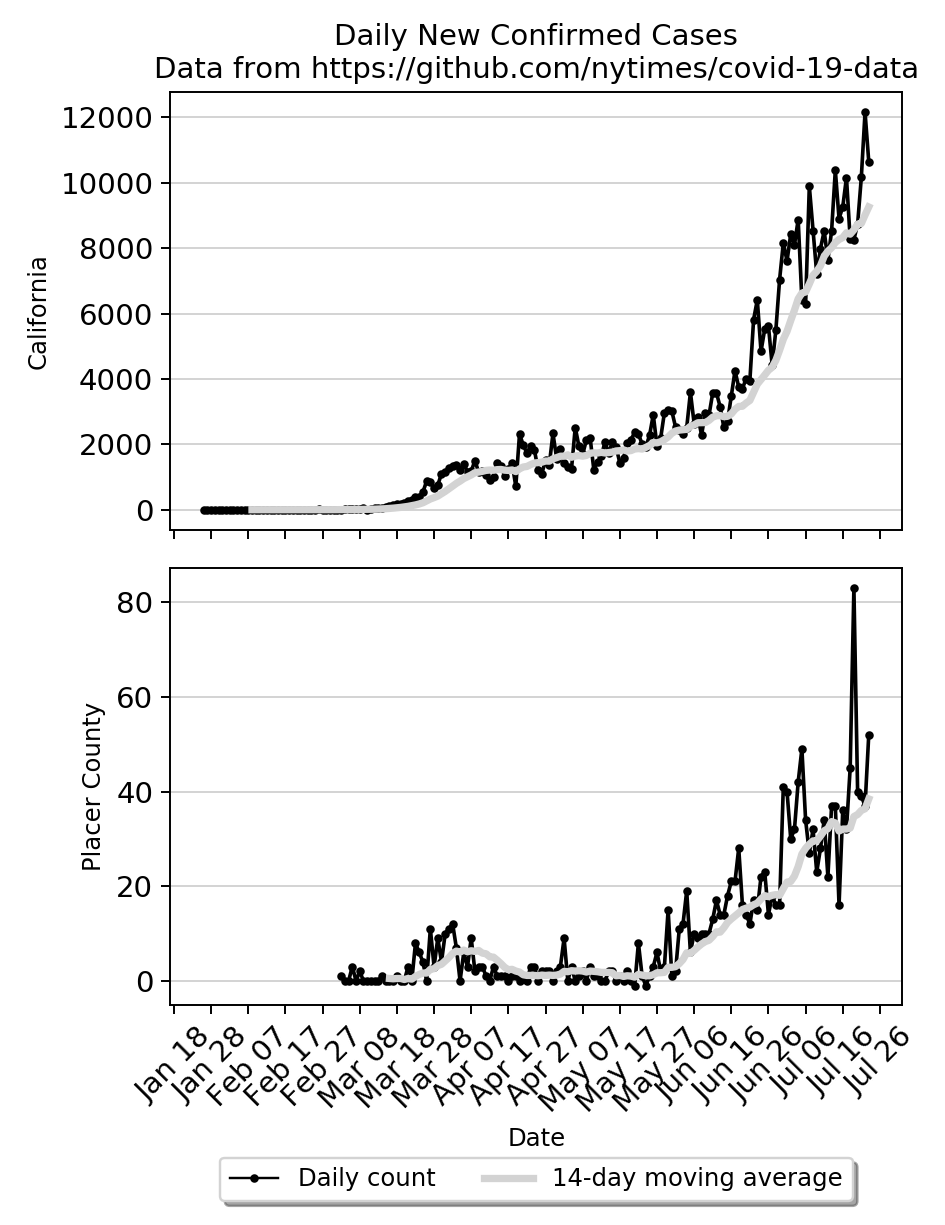 Daily New Confirmed Cases
Data from https://github.com/nytimes/covid-19-data
California
12000
10000
8000
6000
4000
2000
0
Placer County
80
60
40
20
0
Jan 18
Jan 28
Feb 07
Feb 17
Feb 27
Mar 08
Mar 18
Mar 28
Apr 07
Apr 17
Apr 27
May 07
May 17
May 27
Jun 06
Jun 16
Jun 26
Jul 06
Jul 16
Jul 26
Date
Daily count
14-day moving average